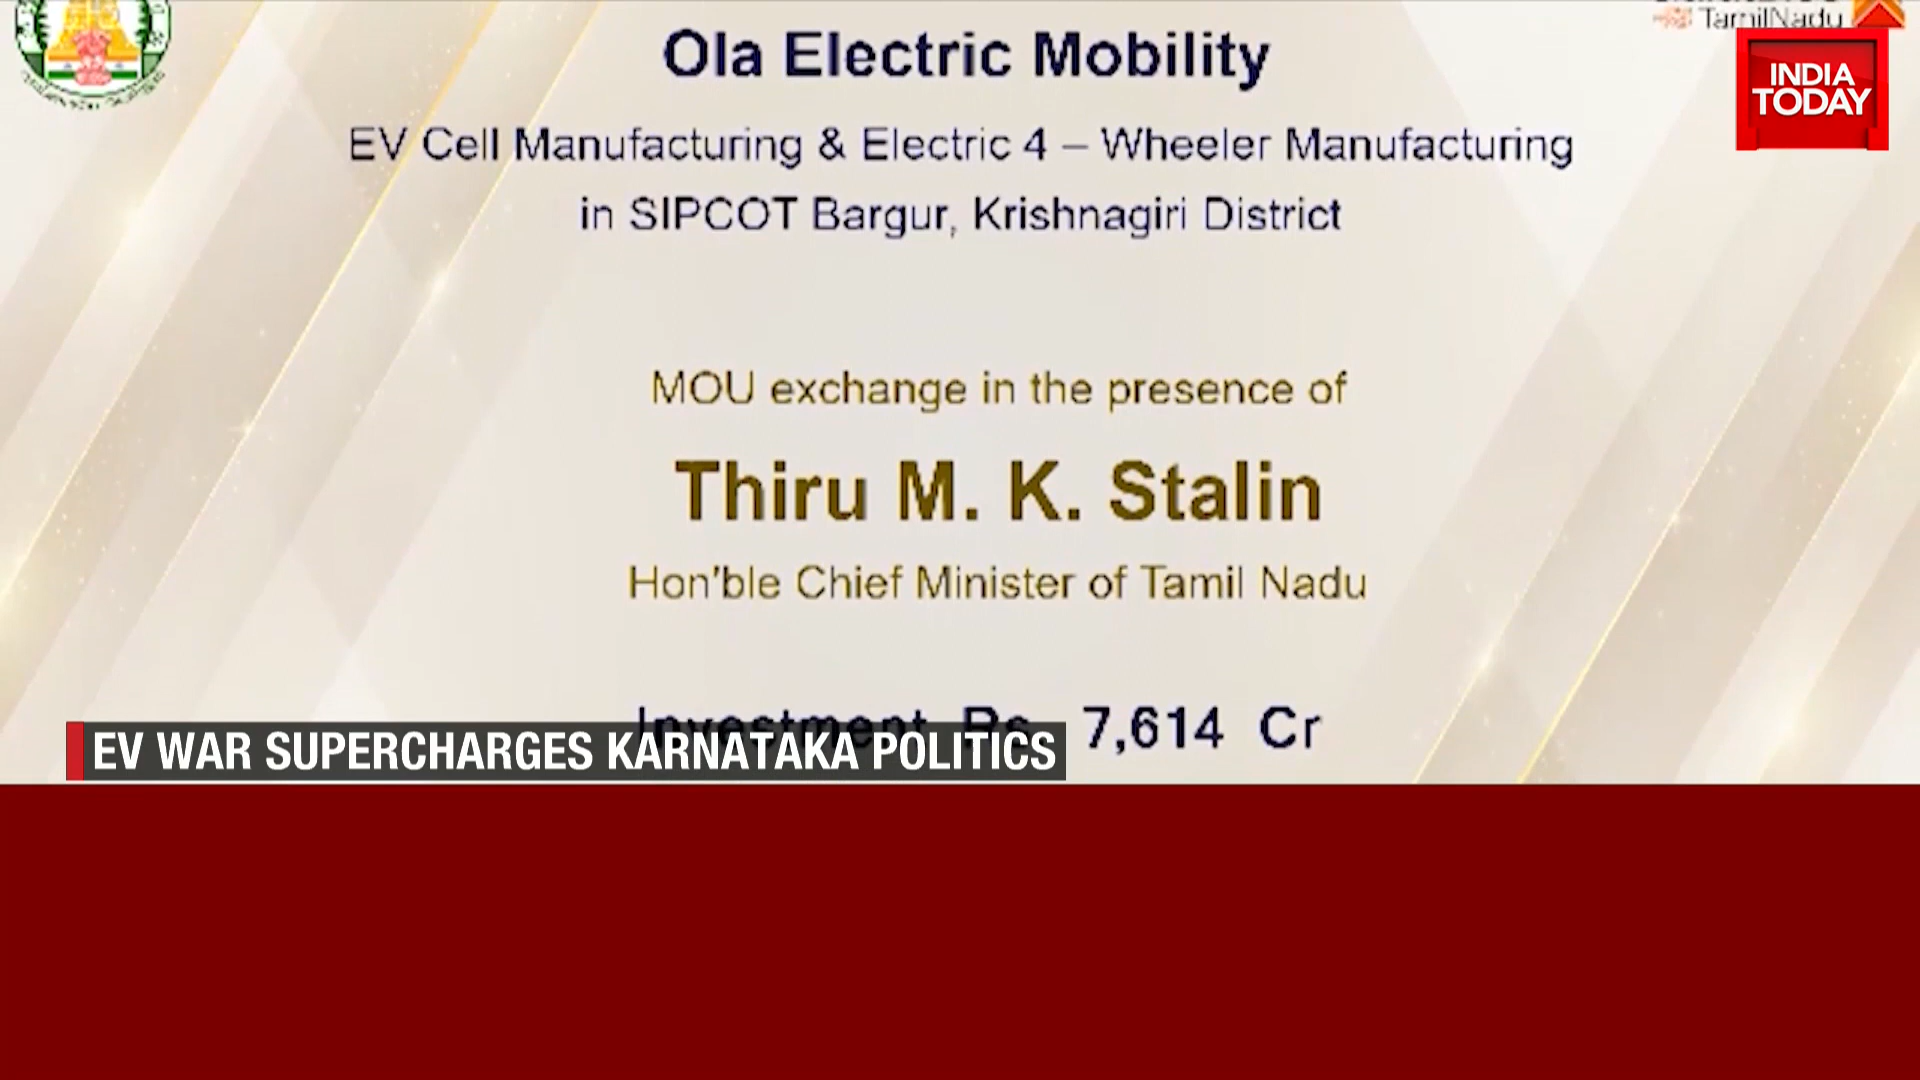 Ola Electric Mobility
TamilNadu
INDIA
TODAY
EV Cell Manufacturing & Electric 4 – Wheeler Manufacturing
in SIPCOT Bargur, Krishnagiri District
MOU exchange in the presence of
Thiru M. K. Stalin
Hon'ble Chief Minister of Tamil Nadu
Investment Rs 7,614 Cr
EV WAR SUPERCHARGES KARNATAKA POLITICS